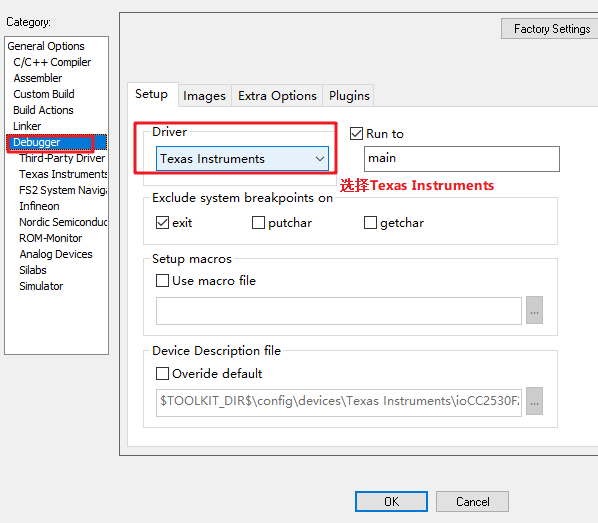 Category:
Factory Settings
General Options
C/C++ Compiler
Assembler
Custom Build
Build Actions
Linker
Debugger
Third-Party Driver
Texas Instruments
FS2 System Naviga
Infineon
Nordic Semiconduc
ROM-Monitor
Analog Devices
Silabs
Simulator
Setup
Images
Extra Options
Plugins
Driver
Texas Instruments
Run to
main
选择Texas Instruments
Exclude system breakpoints on
exit
putchar
getchar
Setup macros
Use macro file
...
Device Description file
Overide default
$TOOLKIT_DIR$\config\devices\Texas Instruments\ioCC2530F
...
OK
Cancel